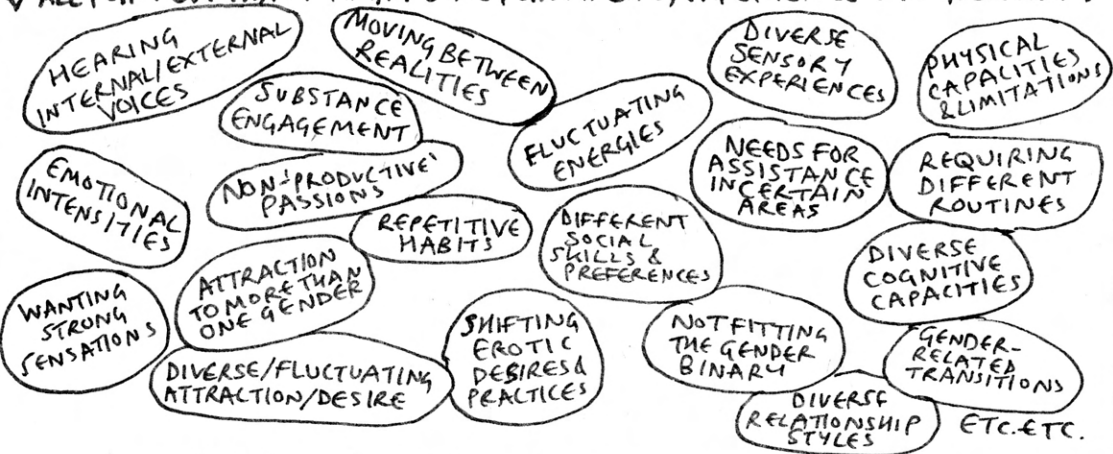 HEARING
INTERNAL/EXTERNAL
VOICES
MOVING BETWEEN
REALITIES
DIVERSE
SENSORY
EXPERIENCES
PHYSICAL
CAPACITIES
& LIMITATIONS
SUBSTANCE
ENGAGEMENT
FLUCTUATING
ENERGIES
NEEDS FOR
ASSISTANCE
IN CERTAIN
AREAS
REQUIRING
DIFFERENT
ROUTINES
EMOTIONAL
INTENSITIES
NON-'PRODUCTIVE'
PASSIONS
REPETITIVE
HABITS
DIFFERENT
SOCIAL
SKILLS &
PREFERENCES
DIVERSE
COGNITIVE
CAPACITIES
WANTING
STRONG
SENSATIONS
ATTRACTION
TO MORE THAN
ONE GENDER
SHIFTING
EROTIC
DESIRES &
PRACTICES
NOT FITTING
THE GENDER
BINARY
GENDER-
RELATED
TRANSITIONS
DIVERSE/FLUCTUATING
ATTRACTION/DESIRE
DIVERSE
RELATIONSHIP
STYLES
ETC. ETC.